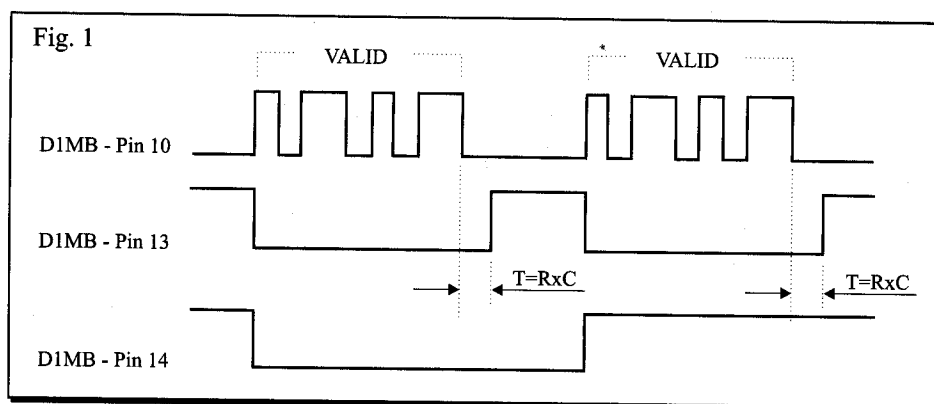 Fig. 1
VALID
* VALID
D1MB - Pin 10
D1MB - Pin 13
T=RxC
T=RxC
D1MB - Pin 14